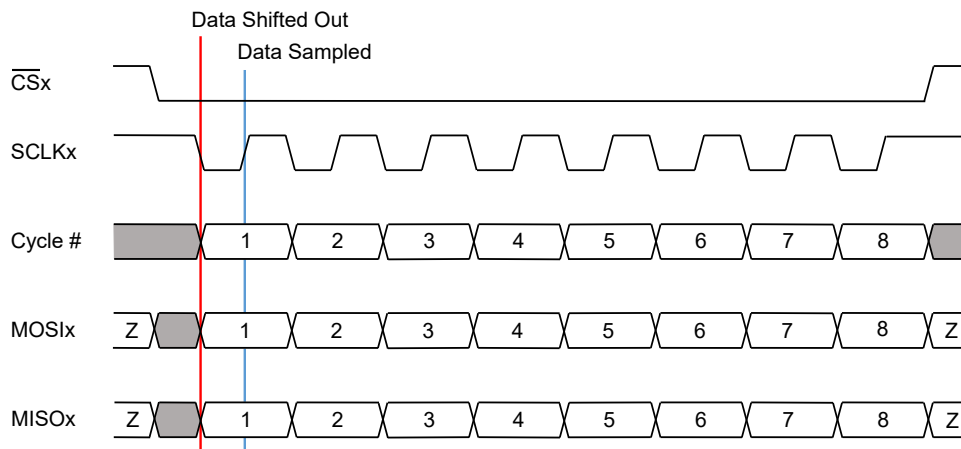 Data Shifted Out
Data Sampled
C̅S̅x
SCLKx
Cycle # 1 2 3 4 5 6 7 8
MOSIx Z 1 2 3 4 5 6 7 8 Z
MISOx Z 1 2 3 4 5 6 7 8 Z